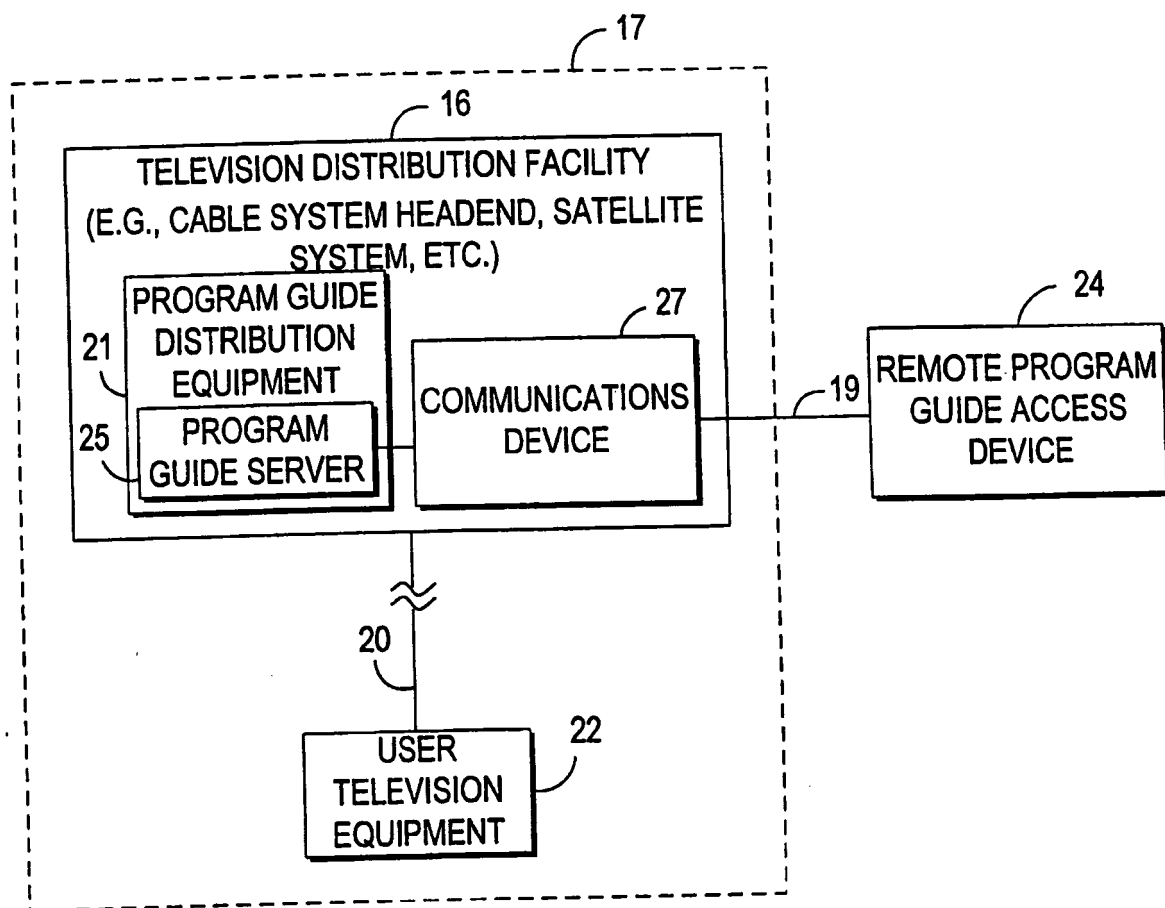 17
16
TELEVISION DISTRIBUTION FACILITY
(E.G., CABLE SYSTEM HEADEND, SATELLITE
SYSTEM, ETC.)
PROGRAM GUIDE
DISTRIBUTION
EQUIPMENT
21
25
PROGRAM
GUIDE SERVER
27
COMMUNICATIONS
DEVICE
19
24
REMOTE PROGRAM
GUIDE ACCESS
DEVICE
20
22
USER
TELEVISION
EQUIPMENT